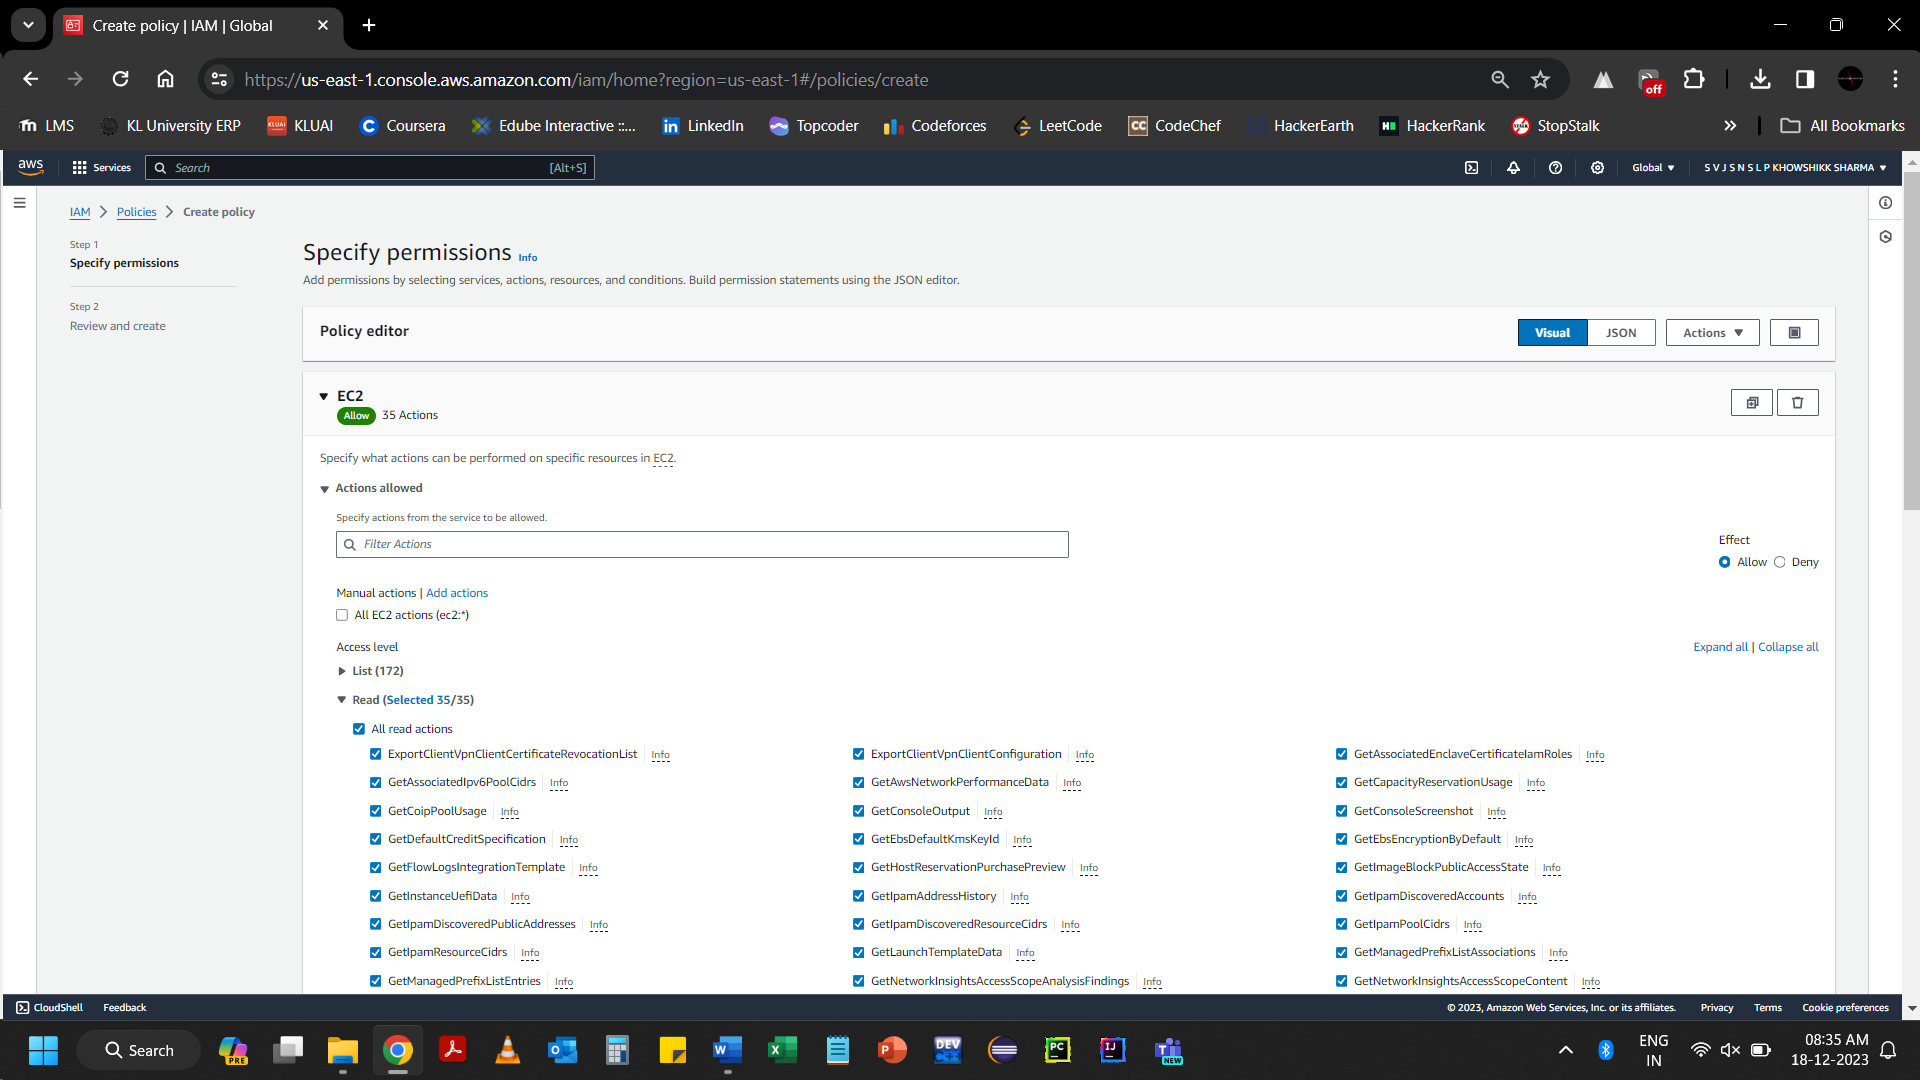 Create policy | IAM | Global
https://us-east-1.console.aws.amazon.com/iam/home?region=us-east-1#/policies/create
off
LMS KL University ERP KLUAI Coursera Edube Interactive ::... LinkedIn Topcoder Codeforces LeetCode CodeChef HackerEarth HackerRank StopStalk All Bookmarks
aws Services Search [Alt+S] Global S V J S N S L P KHOWSHIKK SHARMA
IAM Policies Create policy
Step 1
Specify permissions
Step 2
Review and create
Specify permissions Info
Add permissions by selecting services, actions, resources, and conditions. Build permission statements using the JSON editor.
Policy editor Visual JSON Actions
EC2
Allow 35 Actions
Specify what actions can be performed on specific resources in EC2.
Actions allowed
Specify actions from the service to be allowed.
Filter Actions
Effect
Allow Deny
Manual actions | Add actions
All EC2 actions (ec2:*)
Access level Expand all | Collapse all
List (172)
Read (Selected 35/35)
All read actions
ExportClientVpnClientCertificateRevocationList Info ExportClientVpnClientConfiguration Info GetAssociatedEnclaveCertificateIamRoles Info
GetAssociatedIpv6PoolCidrs Info GetAwsNetworkPerformanceData Info GetCapacityReservationUsage Info
GetCoipPoolUsage Info GetConsoleOutput Info GetConsoleScreenshot Info
GetDefaultCreditSpecification Info GetEbsDefaultKmsKeyId Info GetEbsEncryptionByDefault Info
GetFlowLogsIntegrationTemplate Info GetHostReservationPurchasePreview Info GetImageBlockPublicAccessState Info
GetInstanceUefiData Info GetIpamAddressHistory Info GetIpamDiscoveredAccounts Info
GetIpamDiscoveredPublicAddresses Info GetIpamDiscoveredResourceCidrs Info GetIpamPoolCidrs Info
GetIpamResourceCidrs Info GetLaunchTemplateData Info GetManagedPrefixListAssociations Info
GetManagedPrefixListEntries Info GetNetworkInsightsAccessScopeAnalysisFindings Info GetNetworkInsightsAccessScopeContent Info
CloudShell Feedback © 2023, Amazon Web Services, Inc. or its affiliates. Privacy Terms Cookie preferences
Search PRE DEV C++ PC IJ NEW ENG 08:35 AM
IN 18-12-2023